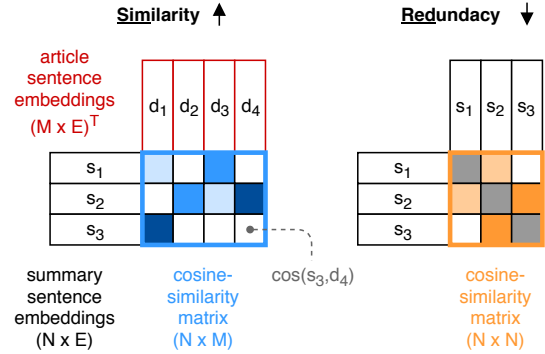 Similarity ↑
Redundacy ↓
article
sentence
embeddings
(M x E)ᵀ
d₁ d₂ d₃ d₄
s₁ s₂ s₃
s₁
s₂
s₃
s₁
s₂
s₃
summary
sentence
embeddings
(N x E)
cosine-
similarity
matrix
(N x M)
cos(s₃,d₄)
cosine-
similarity
matrix
(N x N)